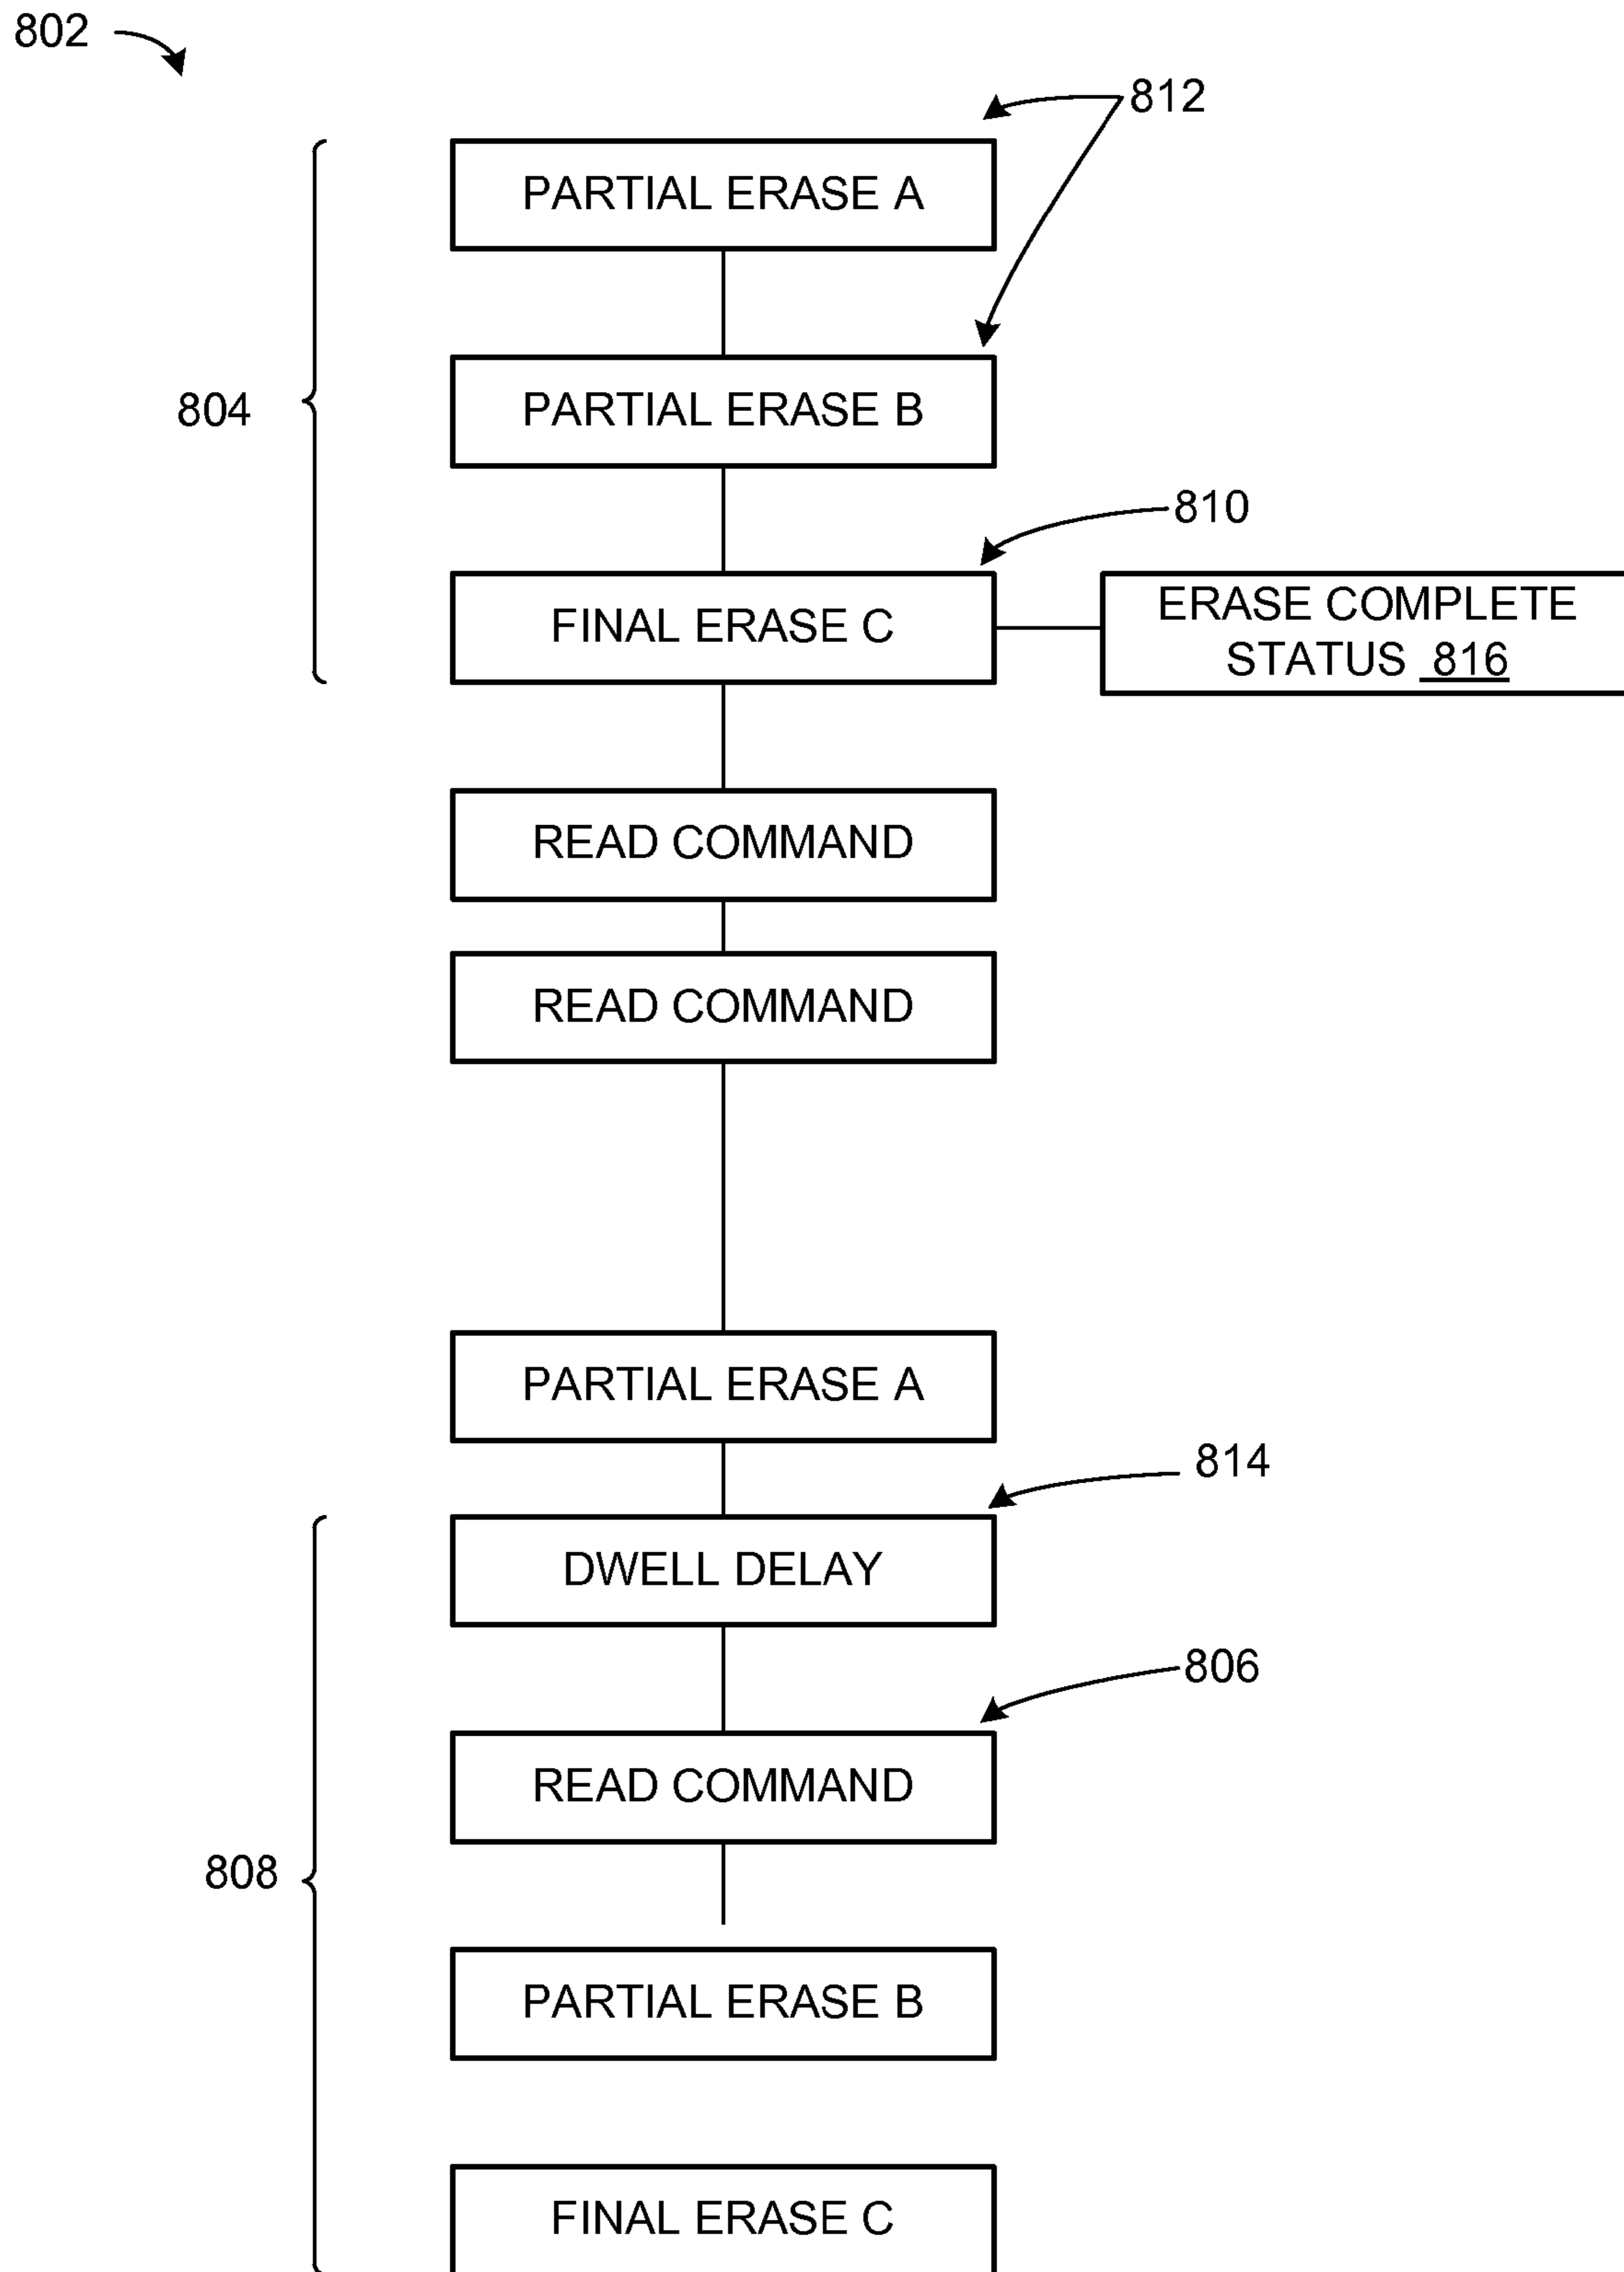 802
812
PARTIAL ERASE A
804
PARTIAL ERASE B
810
FINAL ERASE C
ERASE COMPLETE
STATUS 816
READ COMMAND
READ COMMAND
PARTIAL ERASE A
814
DWELL DELAY
806
READ COMMAND
808
PARTIAL ERASE B
FINAL ERASE C